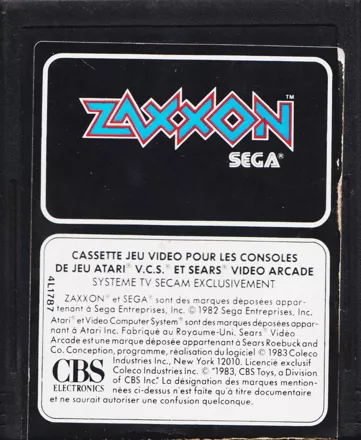 ZAXXON™
SEGA®
CASSETTE JEU VIDEO POUR LES CONSOLES
DE JEU ATARI® V.C.S.® ET SEARS® VIDEO ARCADE
SYSTEME TV SECAM EXCLUSIVEMENT
4L1787
ZAXXON® et SEGA® sont des marques déposées appar-
tenant à Sega Entreprises, Inc. © 1982 Sega Entreprises, Inc.
Atari® et Video Computer System® sont des marques déposées appar-
nant à Atari Inc. Fabriqué au Royaume-Uni. Sears® Vidéo
Arcade est une marque déposée appartenant à Sears Roebuck and
Co. Conception, programme, réalisation du logiciel © 1983 Coleco
Industries Inc., New York 12010. Licencié exclusif
Coleco Industries Inc. © "1983, CBS Toys, a Division
of CBS Inc." La désignation des marques mention-
nées ci-dessus n'est faite qu'à titre documentaire
et ne saurait autoriser une confusion quelconque.
CBS
ELECTRONICS